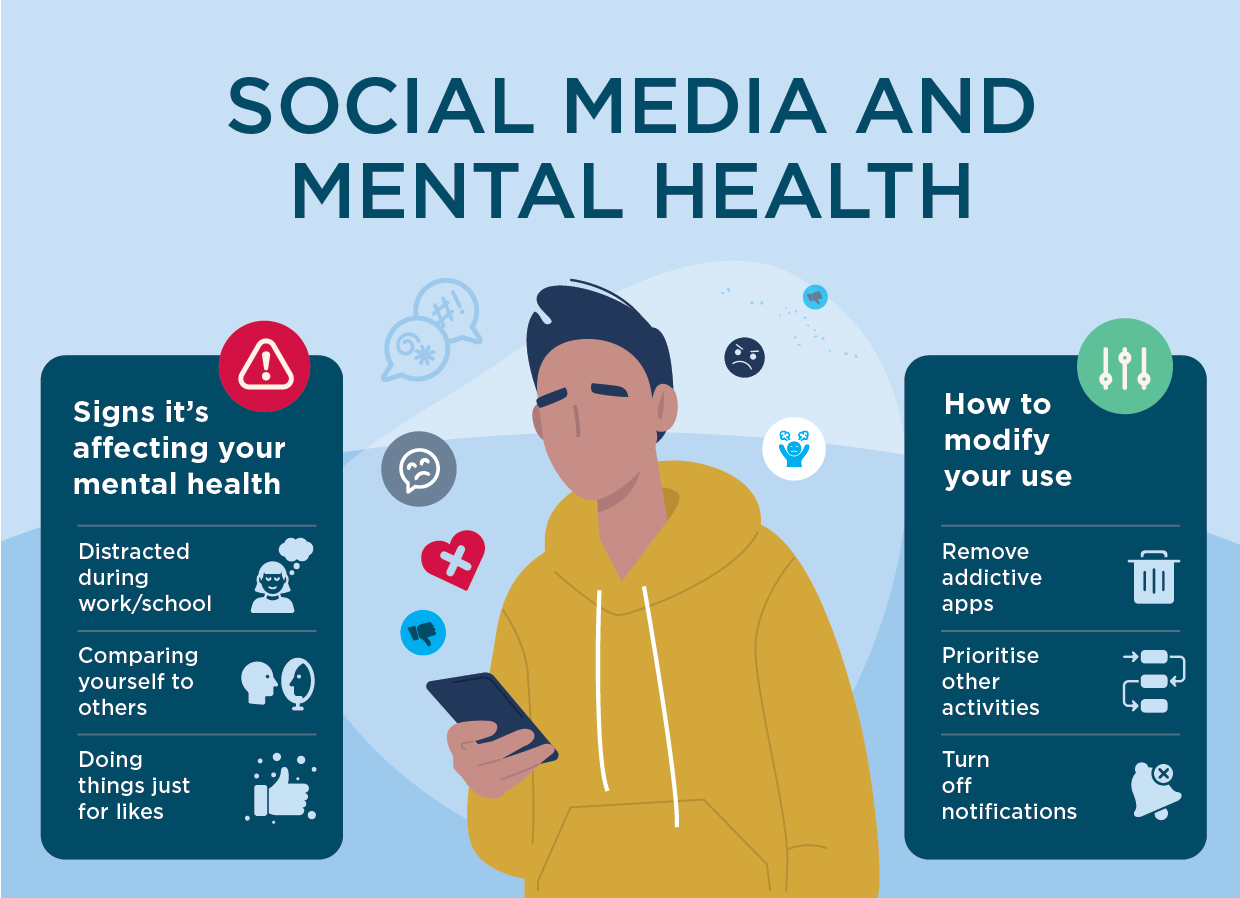 SOCIAL MEDIA AND
MENTAL HEALTH
#!
Signs it's
affecting your
mental health
Distracted
during
work/school
Comparing
yourself to
others
Doing
things just
for likes
How to
modify
your use
Remove
addictive
apps
Prioritise
other
activities
Turn
off
notifications